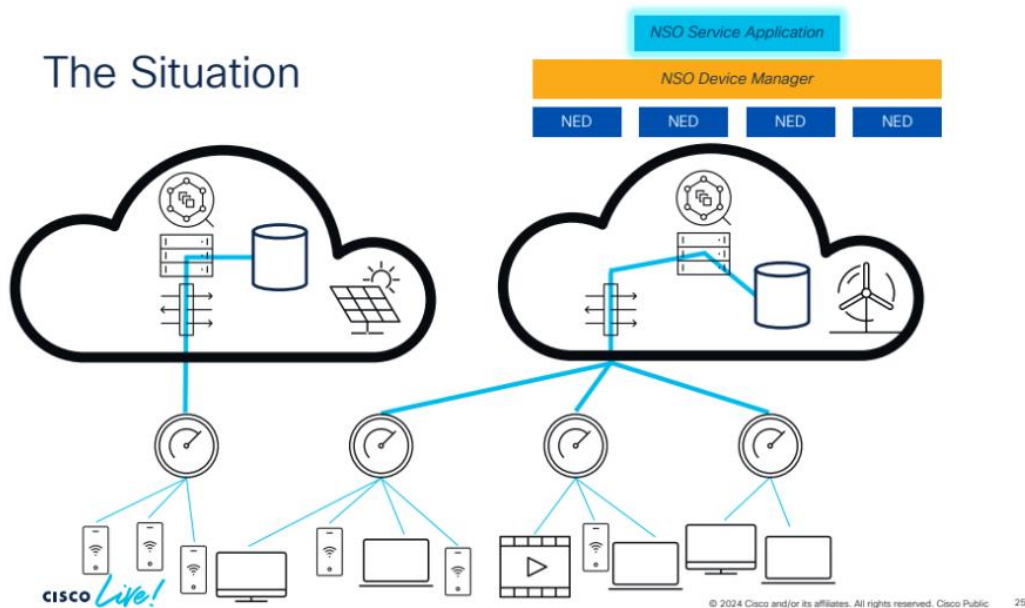 The Situation
NSO Service Application
NSO Device Manager
NED NED NED NED
CISCO Live!
© 2024 Cisco and/or its affiliates. All rights reserved. Cisco Public 25